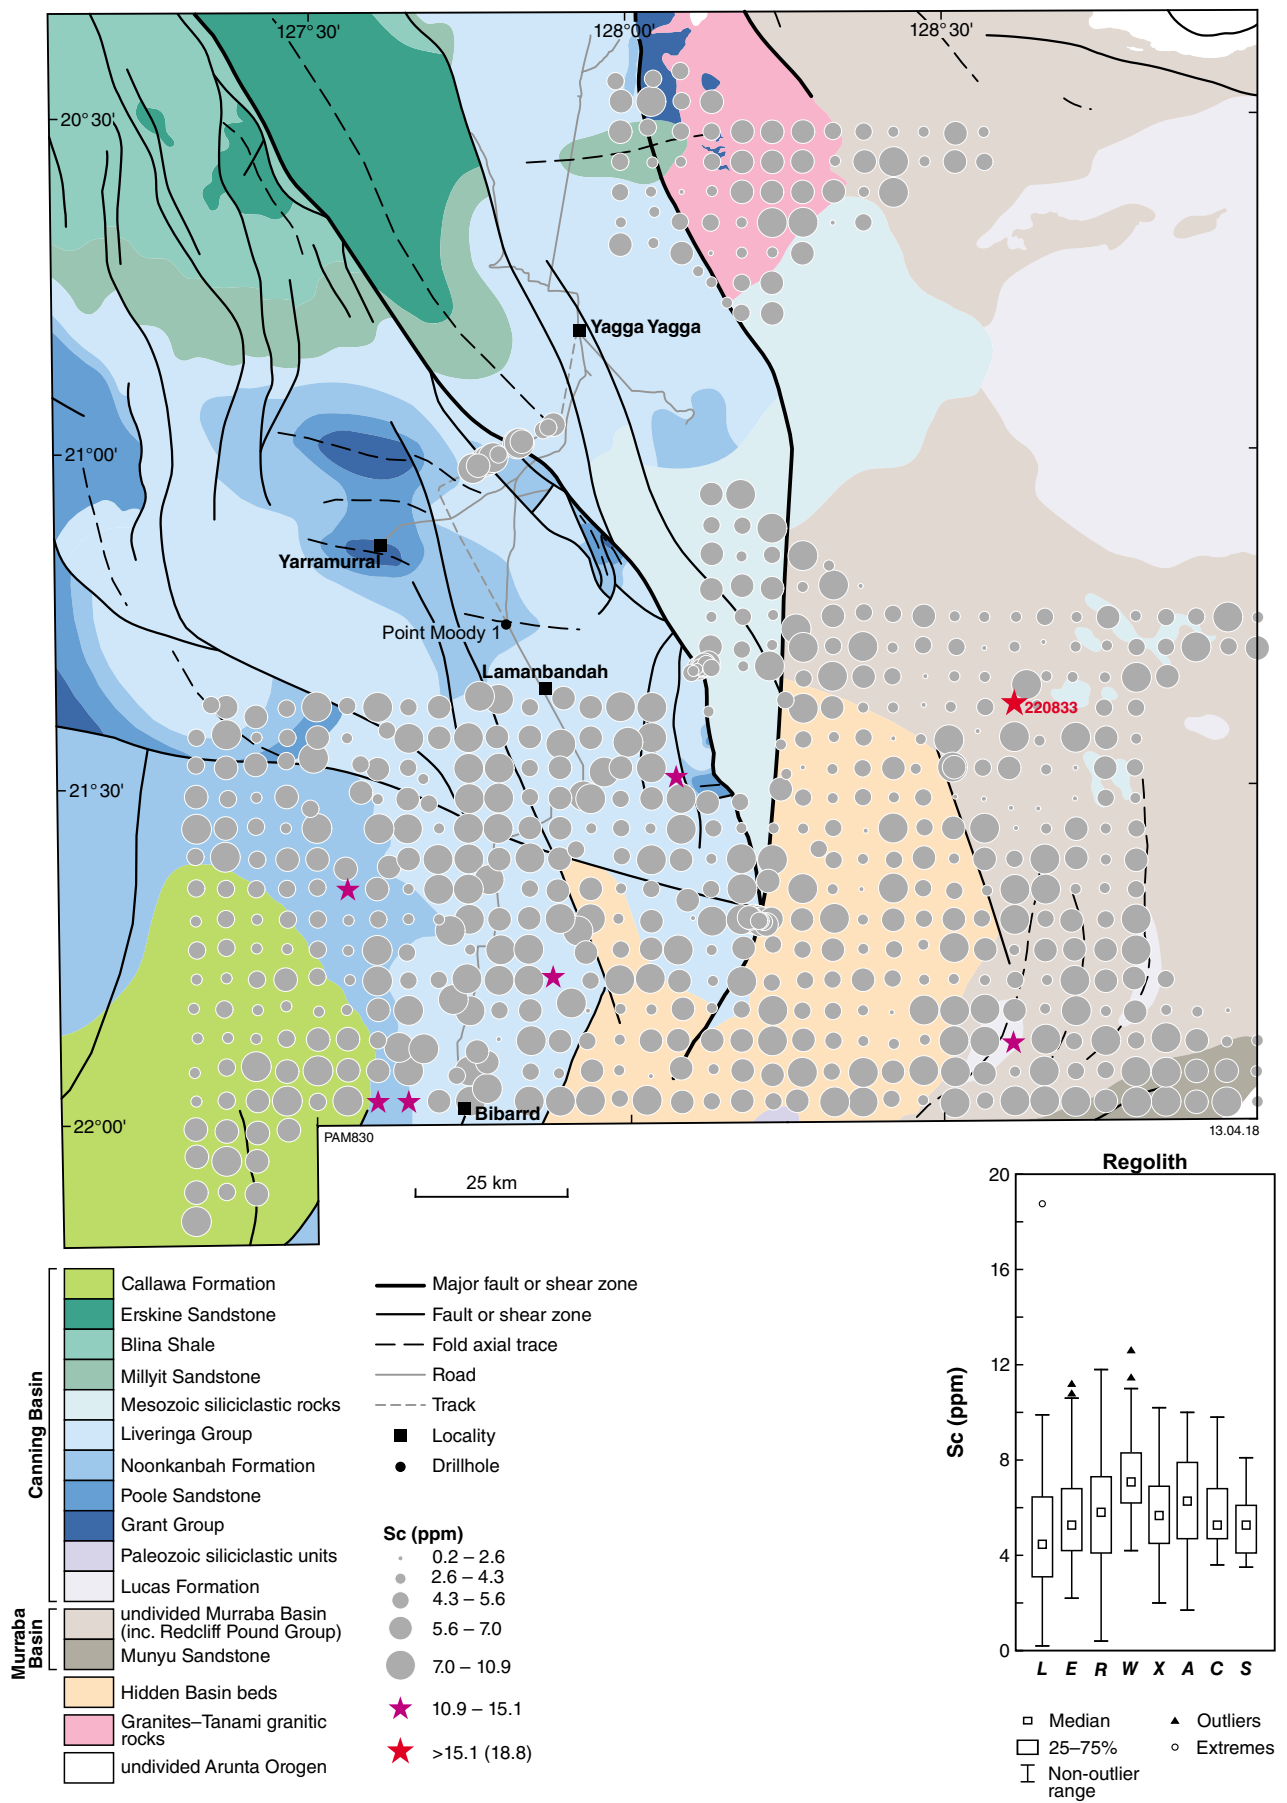 127°30'
128°00'
128°30'
20°30'
Yagga Yagga
21°00'
Yarramurral
Point Moody 1
Lamanbandah
220833
21°30'
Bibarrd
22°00'
PAM830
13.04.18
25 km
Regolith
20
16
12
8
4
0
Sc (ppm)
L E R W X A C S
Median
25–75%
Non-outlier
range
Outliers
Extremes
Canning Basin
Callawa Formation
Erskine Sandstone
Blina Shale
Millyit Sandstone
Mesozoic siliciclastic rocks
Liveringa Group
Noonkanbah Formation
Poole Sandstone
Grant Group
Paleozoic siliciclastic units
Lucas Formation
Murraba
Basin
undivided Murraba Basin
(inc. Redcliff Pound Group)
Munyu Sandstone
Hidden Basin beds
Granites–Tanami granitic
rocks
undivided Arunta Orogen
Major fault or shear zone
Fault or shear zone
Fold axial trace
Road
Track
Locality
Drillhole
Sc (ppm)
0.2 – 2.6
2.6 – 4.3
4.3 – 5.6
5.6 – 7.0
7.0 – 10.9
10.9 – 15.1
>15.1 (18.8)